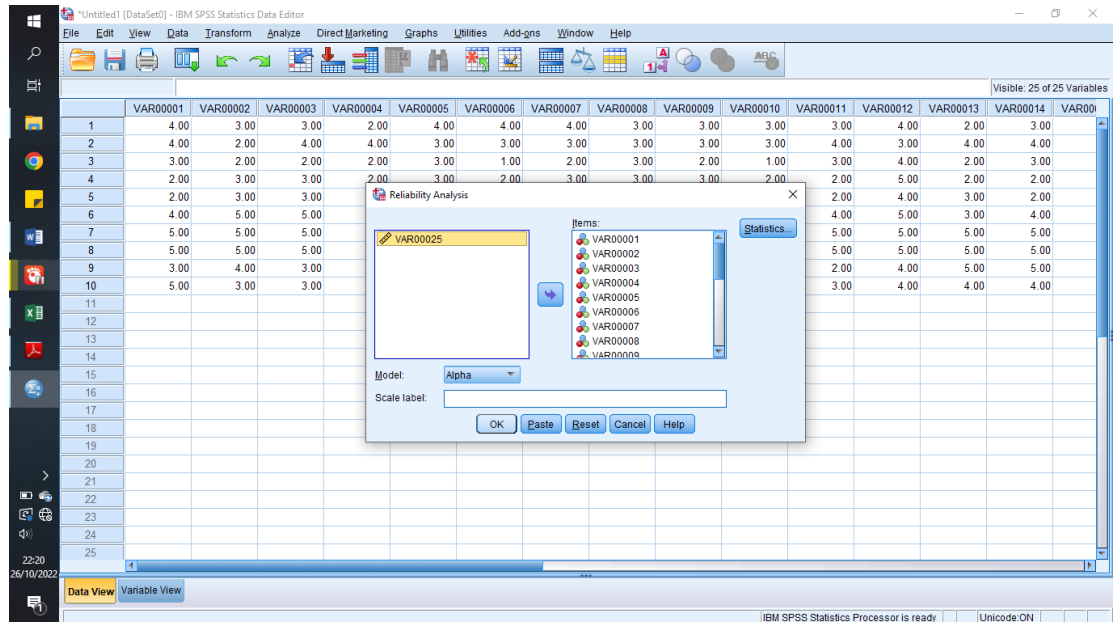 *Untitled1 [DataSet0] - IBM SPSS Statistics Data Editor
File Edit View Data Transform Analyze Direct Marketing Graphs Utilities Add-ons Window Help
Visible: 25 of 25 Variables
VAR00001 VAR00002 VAR00003 VAR00004 VAR00005 VAR00006 VAR00007 VAR00008 VAR00009 VAR00010 VAR00011 VAR00012 VAR00013 VAR00014 VAR00
1 4.00 3.00 3.00 2.00 4.00 4.00 4.00 3.00 3.00 3.00 3.00 4.00 2.00 3.00
2 4.00 2.00 4.00 4.00 3.00 3.00 3.00 3.00 3.00 3.00 4.00 3.00 4.00 4.00
3 3.00 2.00 2.00 2.00 3.00 1.00 2.00 3.00 2.00 1.00 3.00 4.00 2.00 3.00
4 2.00 3.00 3.00 2.00 3.00 2.00 3.00 3.00 3.00 2.00 2.00 5.00 2.00 2.00
5 2.00 3.00 3.00 2.00 4.00 3.00 2.00
6 4.00 5.00 5.00 4.00 5.00 3.00 4.00
7 5.00 5.00 5.00 5.00 5.00 5.00 5.00
8 5.00 5.00 5.00 5.00 5.00 5.00 5.00
9 3.00 4.00 3.00 2.00 4.00 5.00 5.00
10 5.00 3.00 3.00 3.00 4.00 4.00 4.00
11
12
13
14
15
16
17
18
19
20
21
22
23
24
25
Reliability Analysis
Items:
VAR00025
VAR00001
VAR00002
VAR00003
VAR00004
VAR00005
VAR00006
VAR00007
VAR00008
VAR00009
Statistics...
Model: Alpha
Scale label:
OK Paste Reset Cancel Help
Data View Variable View
IBM SPSS Statistics Processor is ready Unicode:ON
22:20
26/10/2022